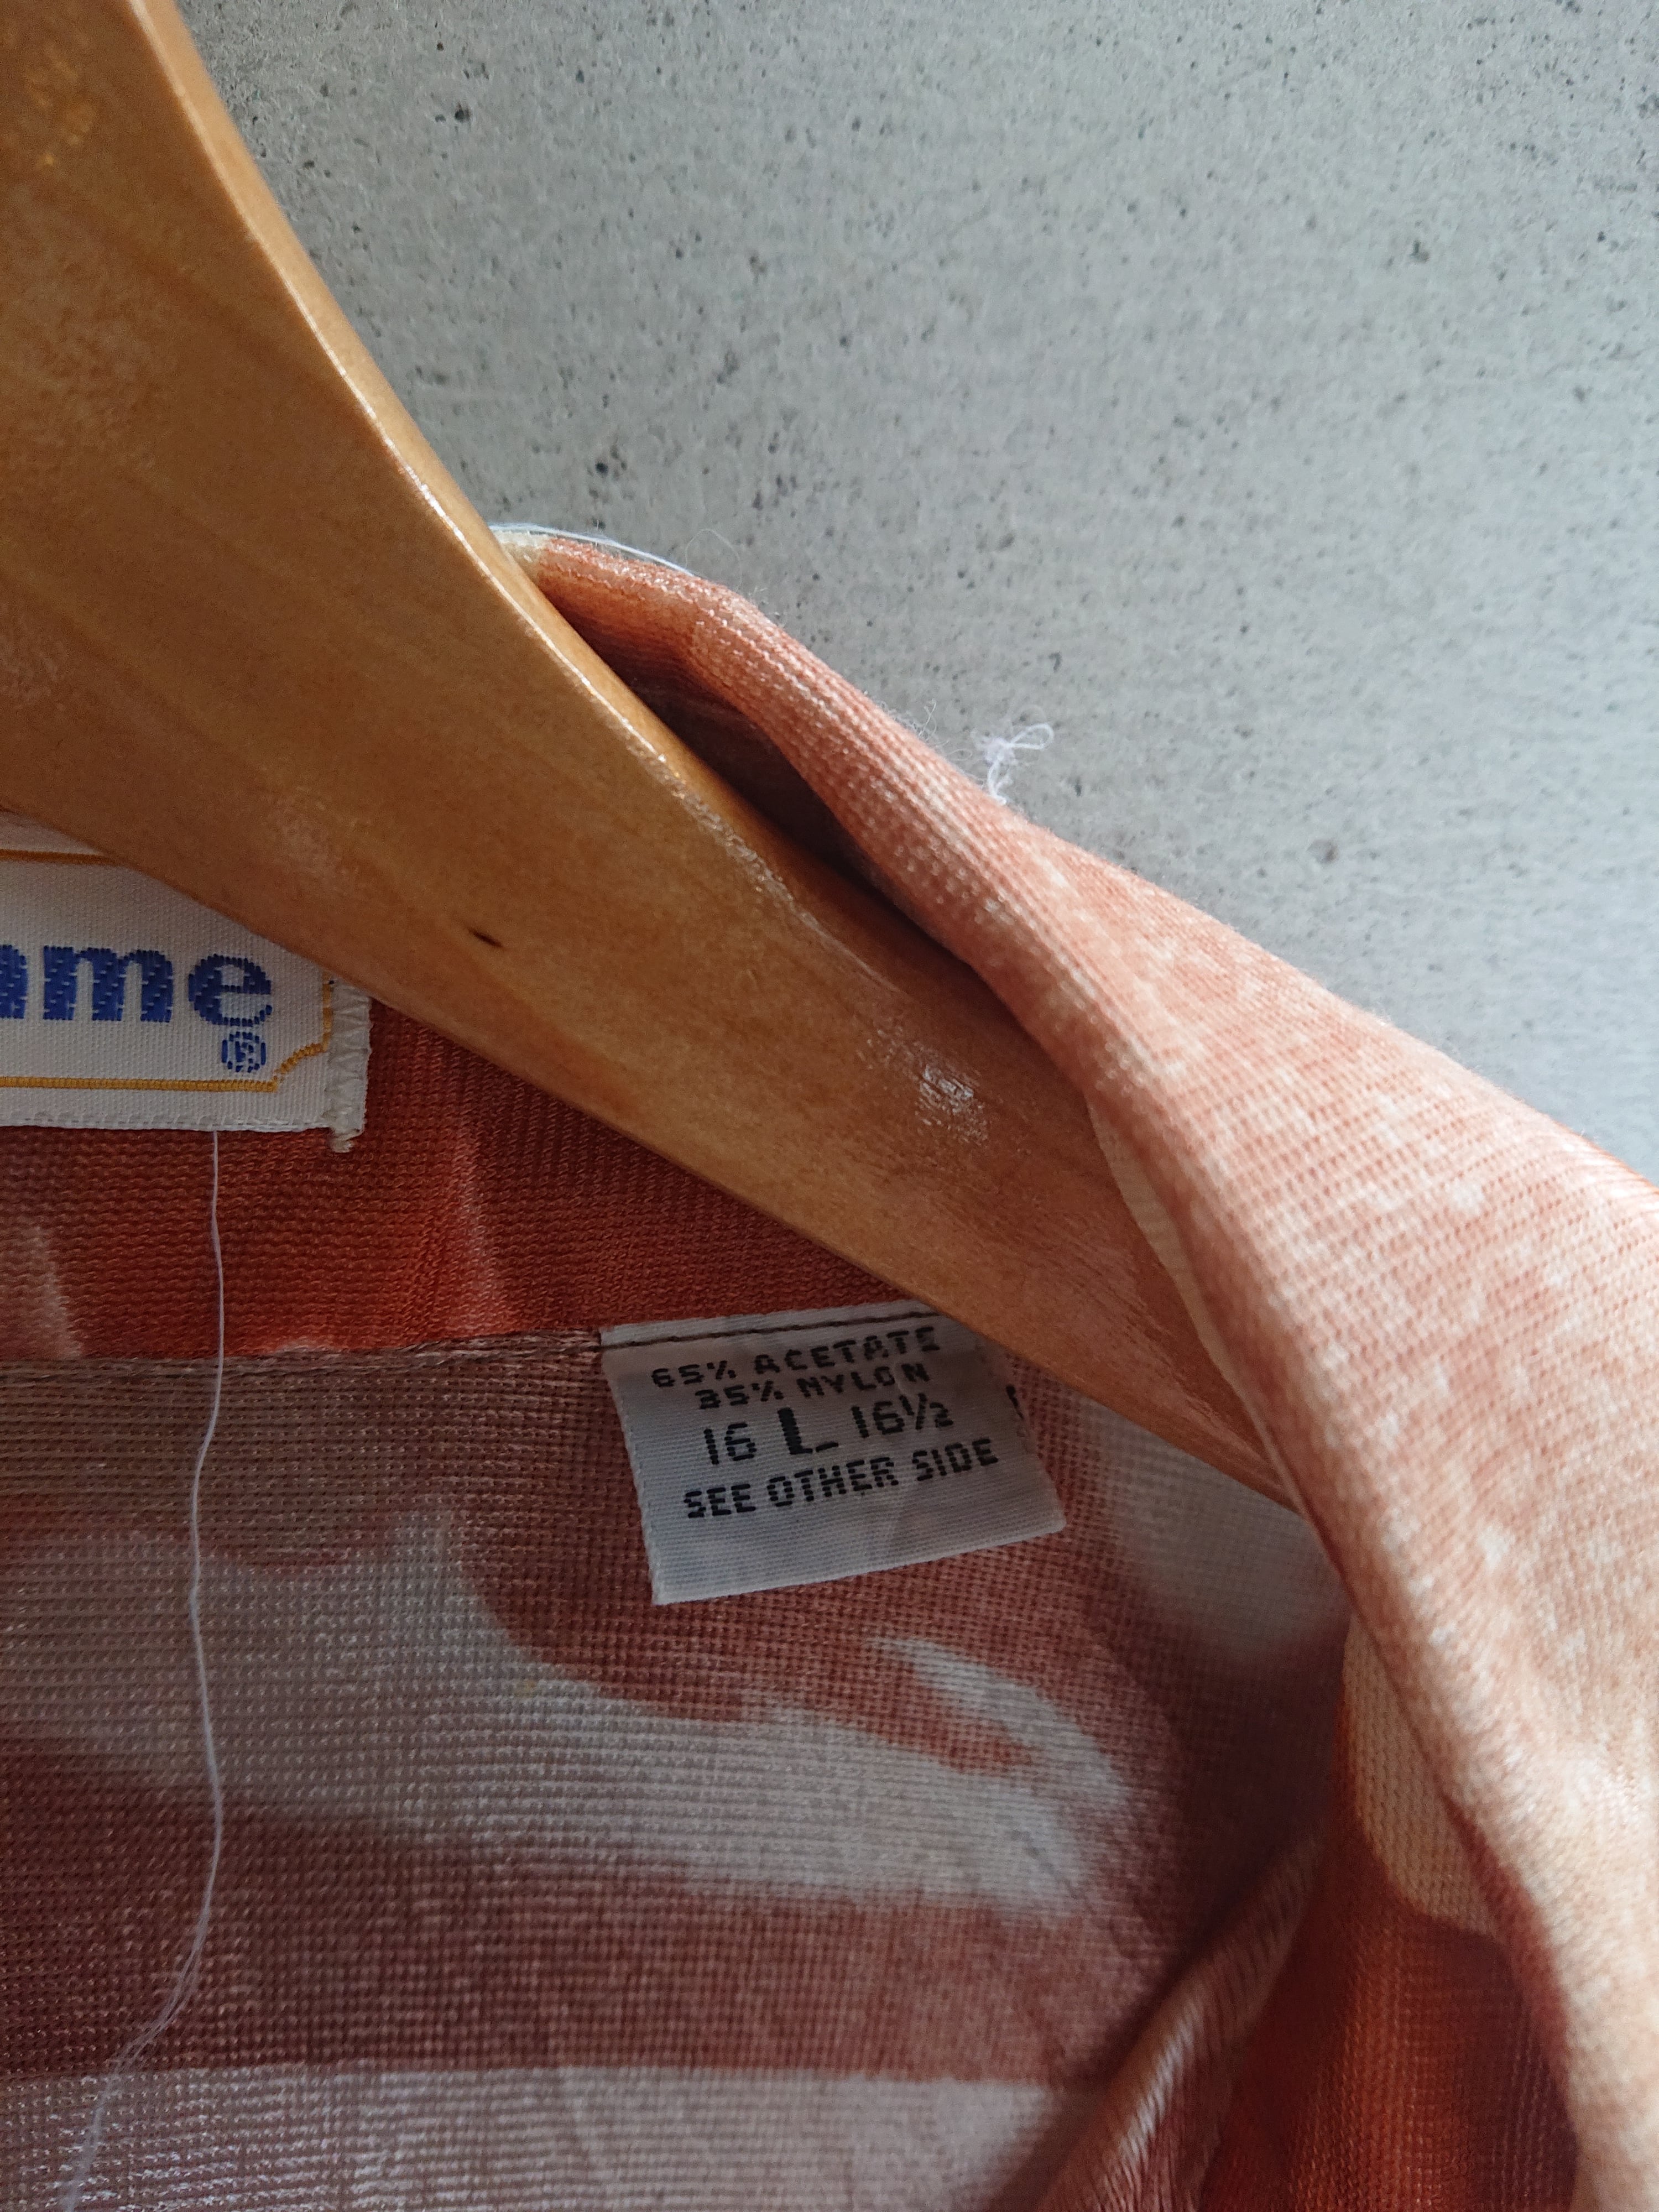 ame®
65% ACETATE
35% NYLON
16 L 16½
SEE OTHER SIDE